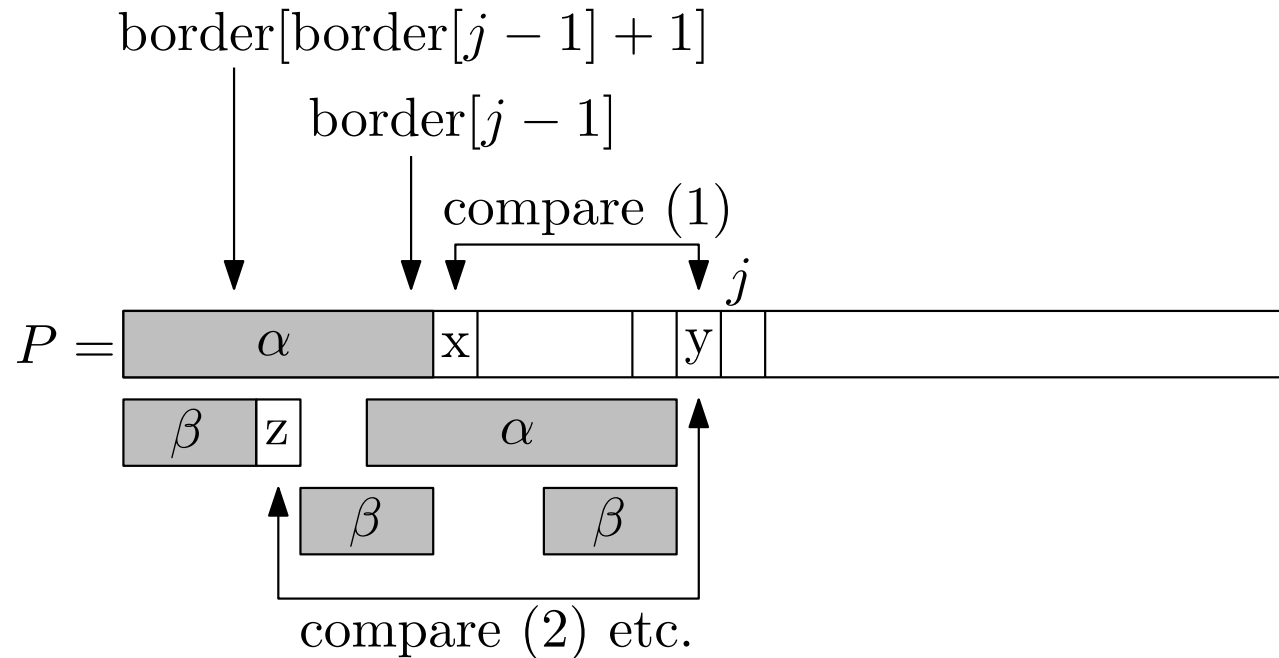 border[border[j − 1] + 1]
border[j − 1]
compare (1)
j
P = α x y
β z α
β β
compare (2) etc.